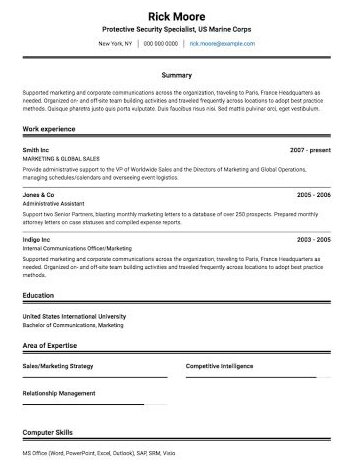 Rick Moore
Protective Security Specialist, US Marine Corps
New York, NY | 000 000 0000 | rick.moore@example.com
Summary
Supported marketing and corporate communications across the organization, traveling to Paris, France Headquarters as
needed. Organized on- and off-site team building activities and traveled frequently across locations to adopt best practice
methods. Quisque pharetra justo quis porta vulputate. Duis faucibus risus nisi. Sed mattis pulvinar arci, eget vestibulum.
Work experience
Smith Inc 2007 - present
MARKETING & GLOBAL SALES
Provide administrative support to the VP of Worldwide Sales and the Directors of Marketing and Global Operations,
managing schedules/calendars and overseeing event logistics.
Jones & Co 2005 - 2006
Administrative Assistant
Support two Senior Partners, blasting monthly marketing letters to a database of over 250 prospects. Prepared monthly
attorney letters on case statuses and compiled expense reports.
Indigo Inc 2003 - 2005
Internal Communications Officer/Marketing
Supported marketing and corporate communications across the organization, traveling to Paris, France Headquarters as
needed. Organized on- and off-site team building activities and traveled frequently across locations to adopt best practice
methods.
Education
United States International University
Bachelor of Communications, Marketing
Area of Expertise
Sales/Marketing Strategy Competitive Intelligence
Relationship Management
Computer Skills
MS Office (Word, PowerPoint, Excel, Outlook), SAP, SRM, Visio